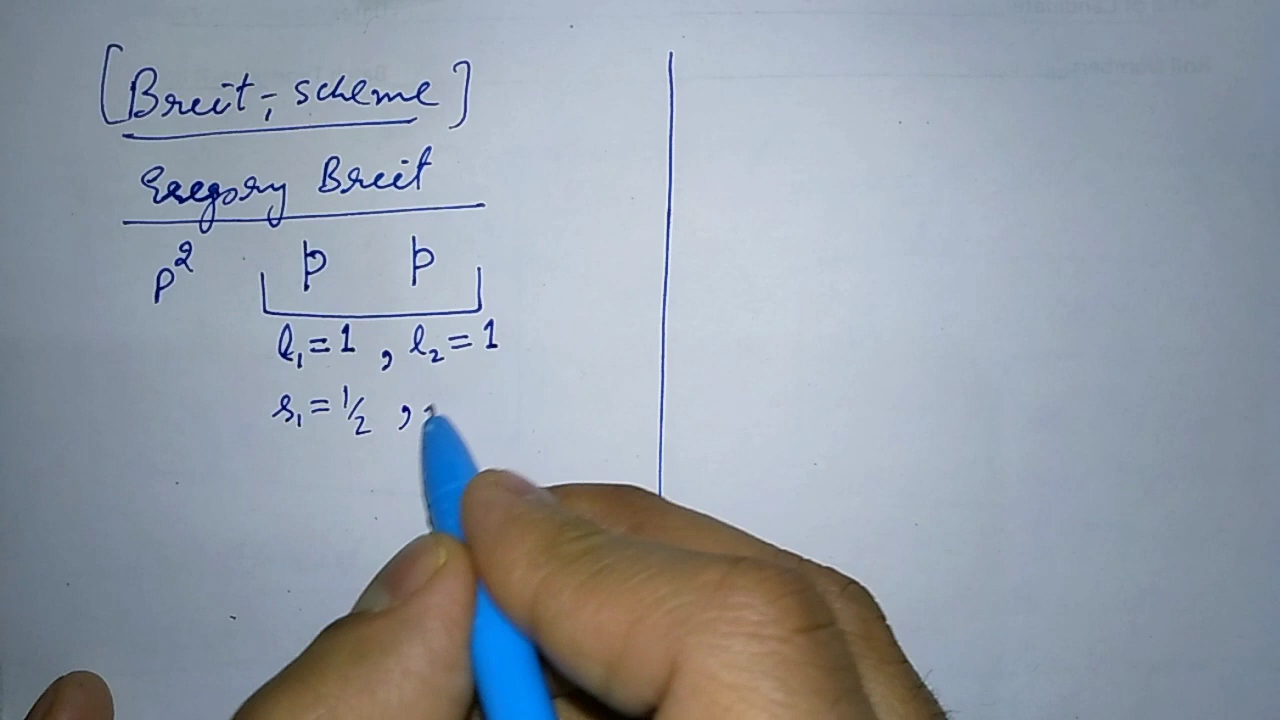 [Breit-scheme]
Gregory Breit
p² p p
l₁=1 , l₂=1
s₁=½ ,